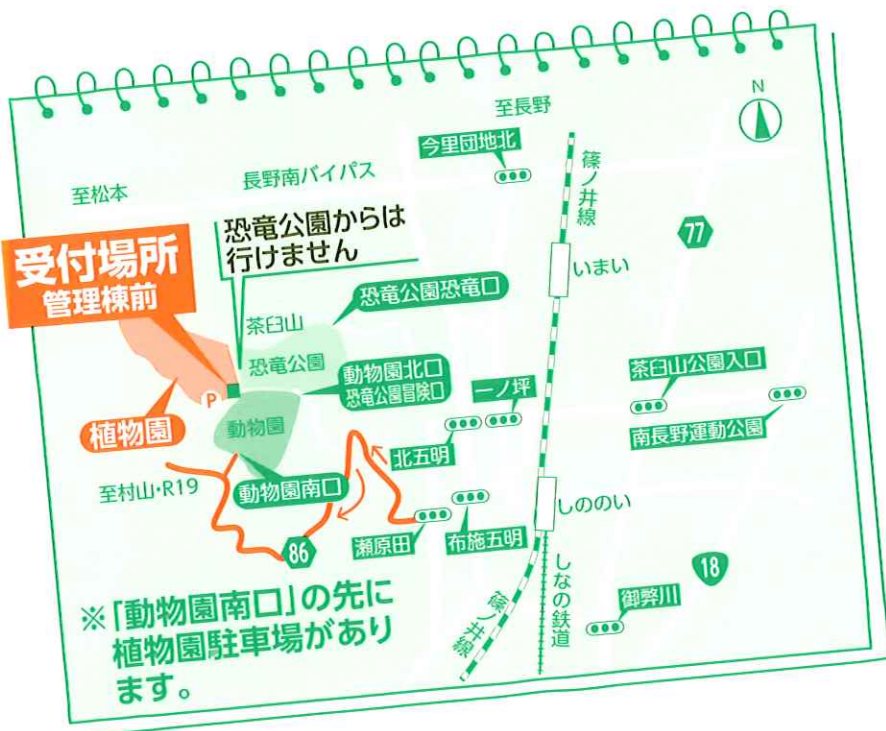 至長野
N
今里団地北
篠ノ井線
至松本
長野南バイパス
77
恐竜公園からは
行けません
受付場所
管理棟前
いまい
恐竜公園恐竜口
茶臼山
恐竜公園
動物園北口
恐竜公園冒険口
茶臼山公園入口
一ノ坪
P
植物園
動物園
南長野運動公園
北五明
至村山・R19
動物園南口
しののい
86
瀬原田
布施五明
しなの鉄道
18
御幣川
篠ノ井線
※「動物園南口」の先に
植物園駐車場があり
ます。